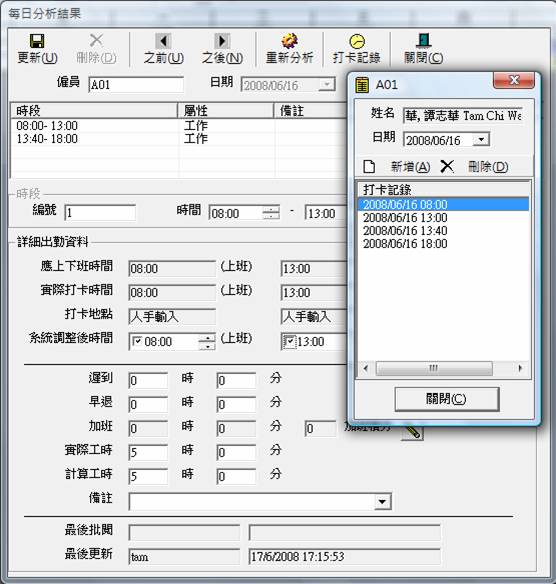 每日分析結果
更新(U) 刪除(D) 之前(U) 之後(N) 重新分析 打卡記錄 關閉(C)
僱員 A01 日期 2008/06/16
時段 屬性 備註
08:00- 13:00 工作
13:40- 18:00 工作
時段
編號 1 時間 08:00 - 13:00
詳細出勤資料
應上下班時間 08:00 (上班) 13:00
實際打卡時間 08:00 (上班) 13:00
打卡地點 人手輸入 人手輸入
系統調整後時間 08:00 (上班) 13:00
遲到 0 時 0 分
早退 0 時 0 分
加班 0 時 0 分 0
實際工時 5 時 0 分
計算工時 5 時 0 分
備註
最後批閱
最後更新 tam 17/6/2008 17:15:53
A01
姓名 華, 譚志華 Tam Chi Wa
日期 2008/06/16
新增(A) 刪除(D)
打卡記錄
2008/06/16 08:00
2008/06/16 13:00
2008/06/16 13:40
2008/06/16 18:00
關閉(C)